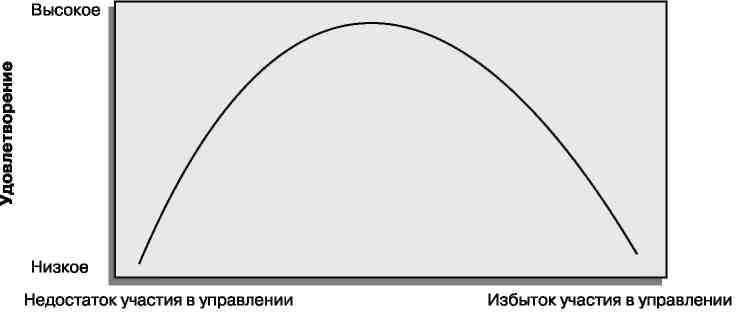 Высокое
Удовлетворение
Низкое
Недостаток участия в управлении
Избыток участия в управлении